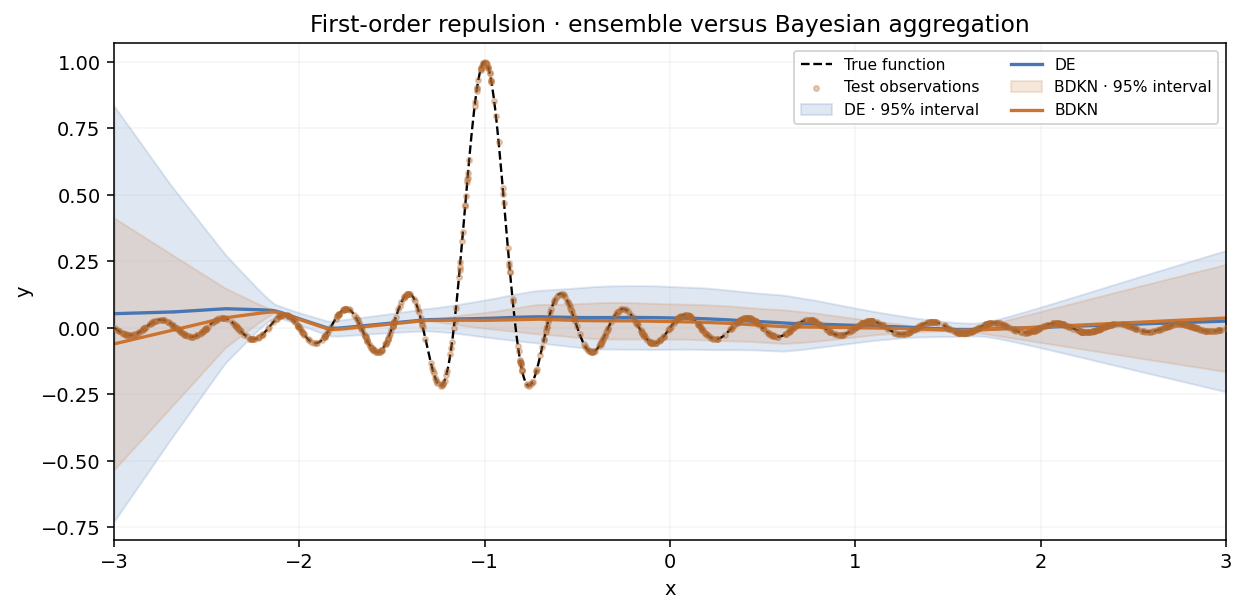 First-order repulsion · ensemble versus Bayesian aggregation
True function
Test observations
DE · 95% interval
DE
BDKN · 95% interval
BDKN
1.00
0.75
0.50
0.25
0.00
−0.25
−0.50
−0.75
y
−3 −2 −1 0 1 2 3
x